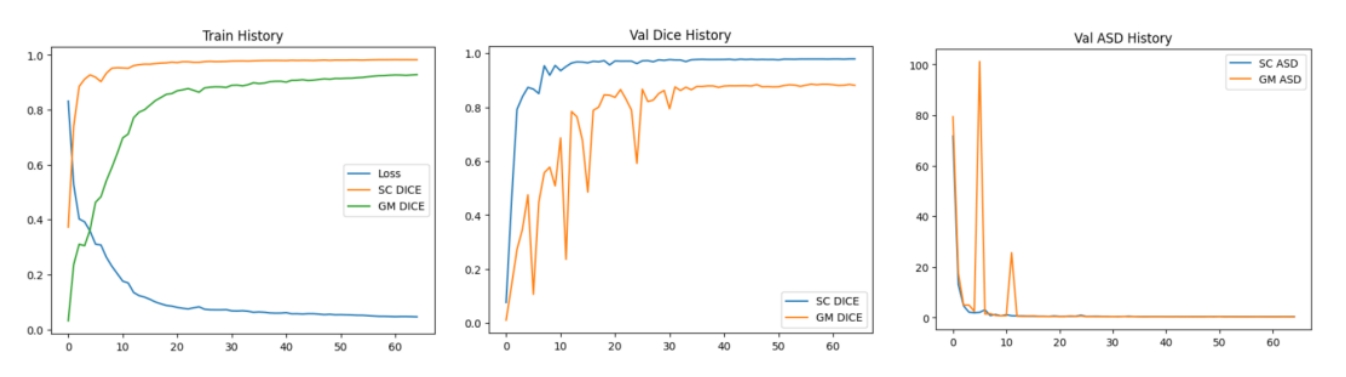 Train History
1.0
0.8
0.6
0.4
0.2
0.0
Loss
SC DICE
GM DICE
0 10 20 30 40 50 60
Val Dice History
1.0
0.8
0.6
0.4
0.2
0.0
SC DICE
GM DICE
0 10 20 30 40 50 60
Val ASD History
100
80
60
40
20
0
SC ASD
GM ASD
0 10 20 30 40 50 60